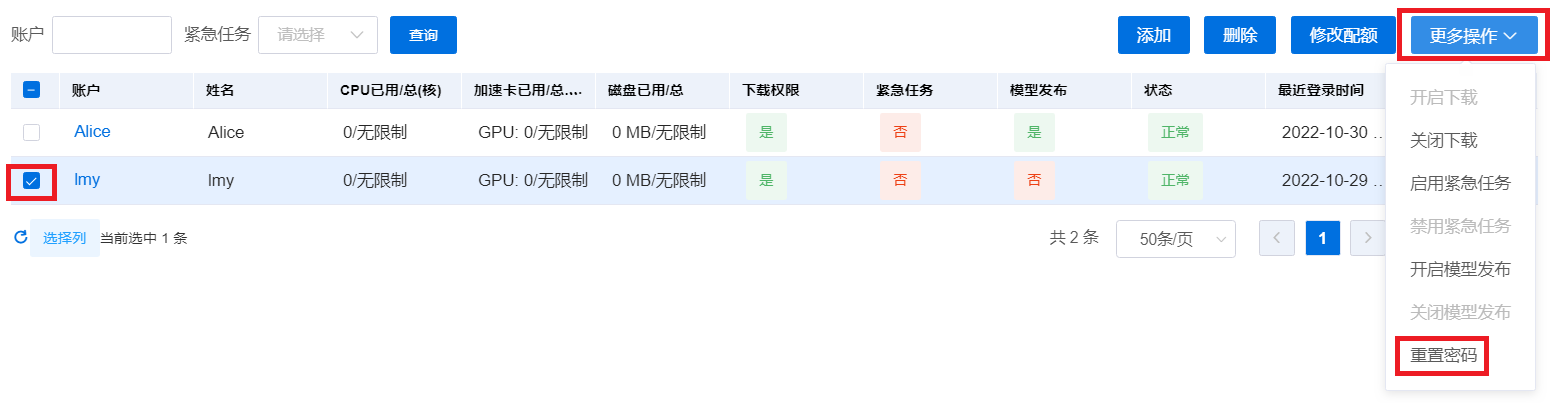 账户 紧急任务 请选择 查询 添加 删除 修改配额 更多操作
账户 姓名 CPU已用/总(核) 加速卡已用/总.... 磁盘已用/总 下载权限 紧急任务 模型发布 状态 最近登录时间
Alice Alice 0/无限制 GPU: 0/无限制 0 MB/无限制 是 否 是 正常 2022-10-30 ...
lmy lmy 0/无限制 GPU: 0/无限制 0 MB/无限制 是 否 否 正常 2022-10-29 ...
选择列 当前选中 1 条 共 2 条 50条/页 1
开启下载
关闭下载
启用紧急任务
禁用紧急任务
开启模型发布
关闭模型发布
重置密码